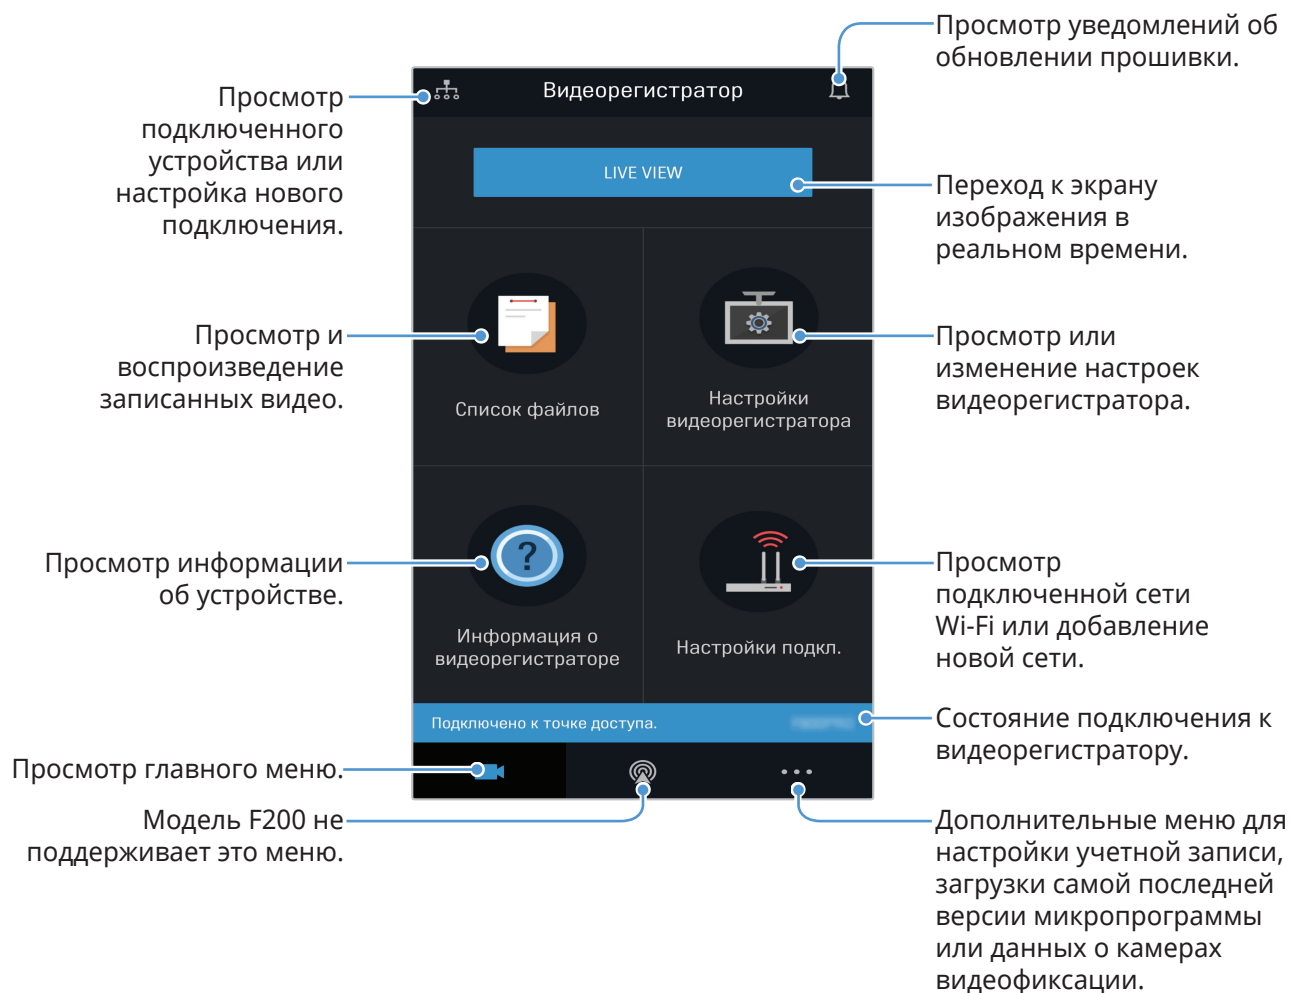 Просмотр уведомлений об
обновлении прошивки.
Видеорегистратор
Просмотр
подключенного
устройства или
настройка нового
подключения.
LIVE VIEW
Переход к экрану
изображения в
реальном времени.
Просмотр и
воспроизведение
записанных видео.
Список файлов
Настройки
видеорегистратора
Просмотр или
изменение настроек
видеорегистратора.
Просмотр информации
об устройстве.
?
Информация о
видеорегистраторе
Настройки подкл.
Просмотр
подключенной сети
Wi-Fi или добавление
новой сети.
Подключено к точке доступа.
Состояние подключения к
видеорегистратору.
Просмотр главного меню.
Модель F200 не
поддерживает это меню.
Дополнительные меню для
настройки учетной записи,
загрузки самой последней
версии микропрограммы
или данных о камерах
видеофиксации.